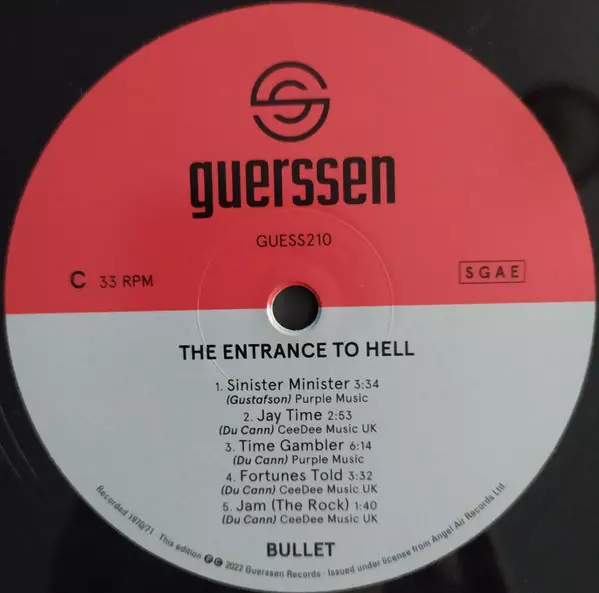 guerssen
GUESS210
C 33 RPM
SGAE
THE ENTRANCE TO HELL
1. Sinister Minister 3:34
(Gustafson) Purple Music
2. Jay Time 2:53
(Du Cann) CeeDee Music UK
3. Time Gambler 6:14
(Du Cann) Purple Music
4. Fortunes Told 3:32
(Du Cann) CeeDee Music UK
5. Jam (The Rock) 1:40
(Du Cann) CeeDee Music UK
BULLET
Recorded 1970/71 This edition ℗ © 2022 Guerssen Records · Issued under license from Angel Air Records Ltd.